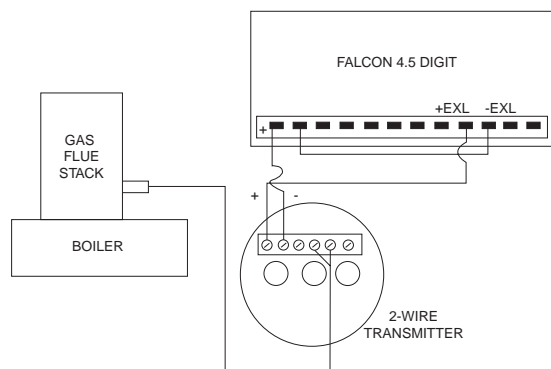 FALCON 4.5 DIGIT
+EXL -EXL
+
GAS
FLUE
STACK
+ -
BOILER
2-WIRE
TRANSMITTER